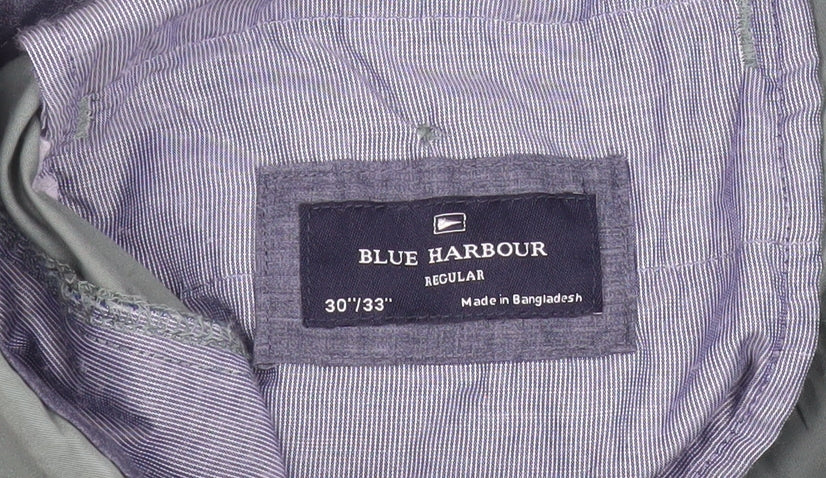 BLUE HARBOUR
REGULAR
30"/33" Made in Bangladesh